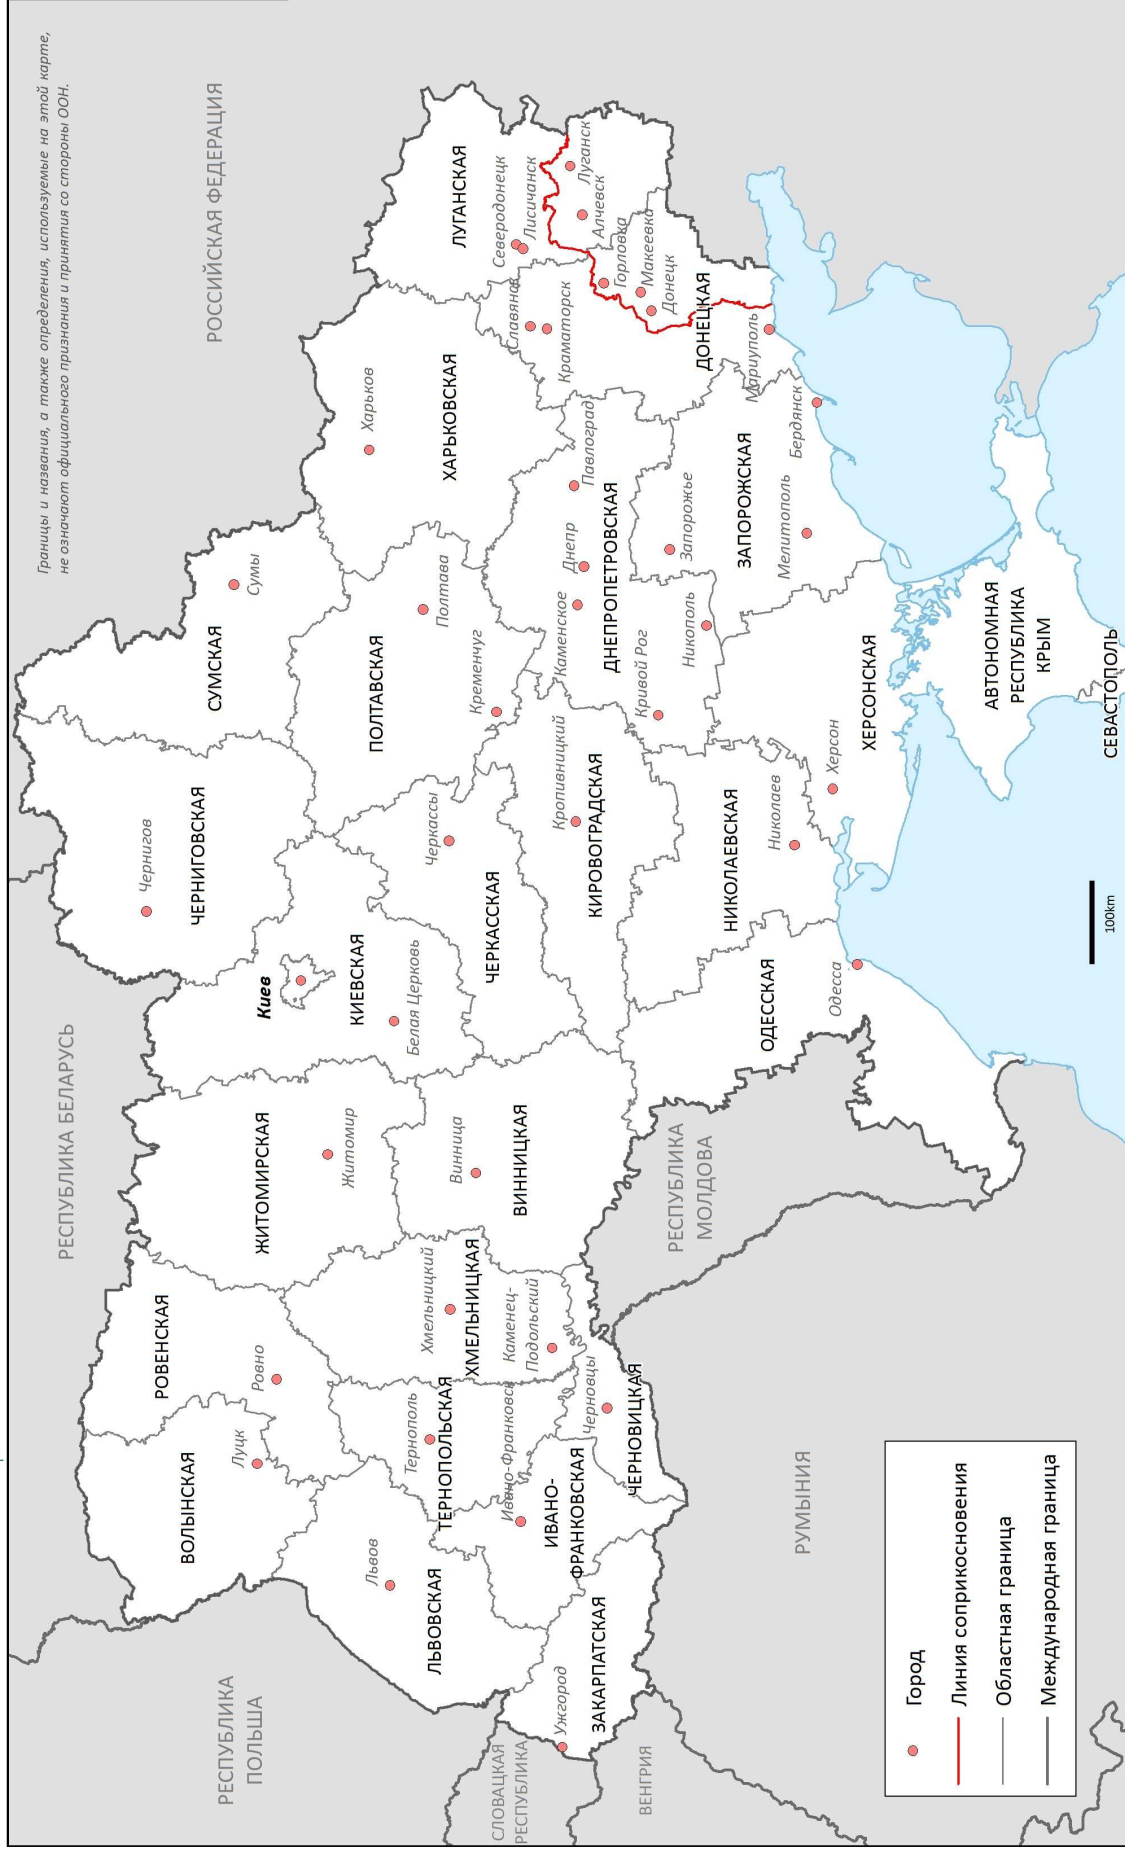 Границы и названия, а также определения, используемые на этой карте,
не означают официального признания и принятия со стороны ООН.
РОССИЙСКАЯ ФЕДЕРАЦИЯ
РЕСПУБЛИКА БЕЛАРУСЬ
РЕСПУБЛИКА
ПОЛЬША
СЛОВАЦКАЯ
РЕСПУБЛИКА
ВЕНГРИЯ
РУМЫНИЯ
РЕСПУБЛИКА
МОЛДОВА
ВОЛЫНСКАЯ
Луцк
РОВЕНСКАЯ
Ровно
ЖИТОМИРСКАЯ
Житомир
Киев
КИЕВСКАЯ
Белая Церковь
Чернигов
ЧЕРНИГОВСКАЯ
СУМСКАЯ
Сумы
ЛЬВОВСКАЯ
Львов
Тернополь
ТЕРНОПОЛЬСКАЯ
Хмельницкий
ХМЕЛЬНИЦКАЯ
Каменец-
Подольский
Винница
ВИННИЦКАЯ
Черкассы
ЧЕРКАССКАЯ
ПОЛТАВСКАЯ
Полтава
Кременчуг
Харьков
ХАРЬКОВСКАЯ
ЛУГАНСКАЯ
Северодонецк
Лисичанск
Луганск
Алчевск
Славянск
Краматорск
Горловка
Макеевка
Донецк
ДОНЕЦКАЯ
Мариуполь
Ужгород
ЗАКАРПАТСКАЯ
Ивано-Франковск
ИВАНО-
ФРАНКОВСКАЯ
Черновцы
ЧЕРНОВИЦКАЯ
Кропивницкий
КИРОВОГРАДСКАЯ
Каменское
Днепр
Павлоград
ДНЕПРОПЕТРОВСКАЯ
Кривой Рог
Никополь
Запорожье
ЗАПОРОЖСКАЯ
Мелитополь
Бердянск
ОДЕССКАЯ
Одесса
НИКОЛАЕВСКАЯ
Николаев
Херсон
ХЕРСОНСКАЯ
АВТОНОМНАЯ
РЕСПУБЛИКА
КРЫМ
СЕВАСТОПОЛЬ
100km
Город
Линия соприкосновения
Областная граница
Международная граница